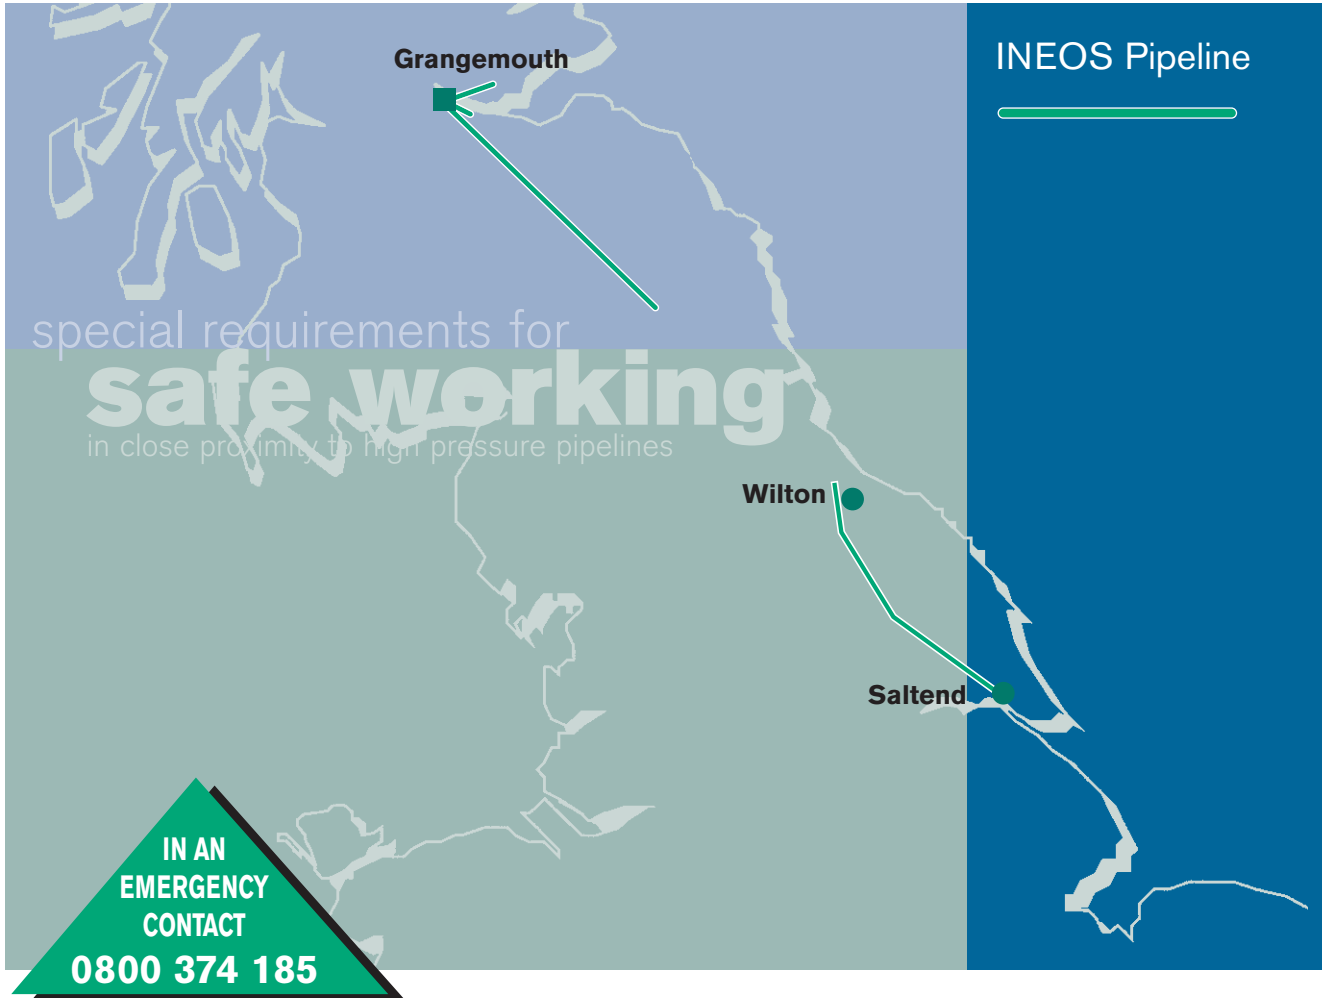 Grangemouth
INEOS Pipeline
special requirements for
safe working
in close proximity to high pressure pipelines
Wilton
Saltend
IN AN
EMERGENCY
CONTACT
0800 374 185